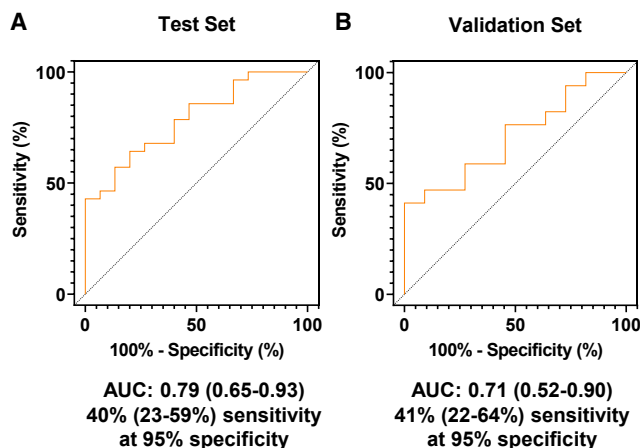 A
Test Set
Sensitivity (%)
100
50
0
0
50
100
100% - Specificity (%)
AUC: 0.79 (0.65-0.93)
40% (23-59%) sensitivity
at 95% specificity
B
Validation Set
Sensitivity (%)
100
50
0
0
50
100
100% - Specificity (%)
AUC: 0.71 (0.52-0.90)
41% (22-64%) sensitivity
at 95% specificity